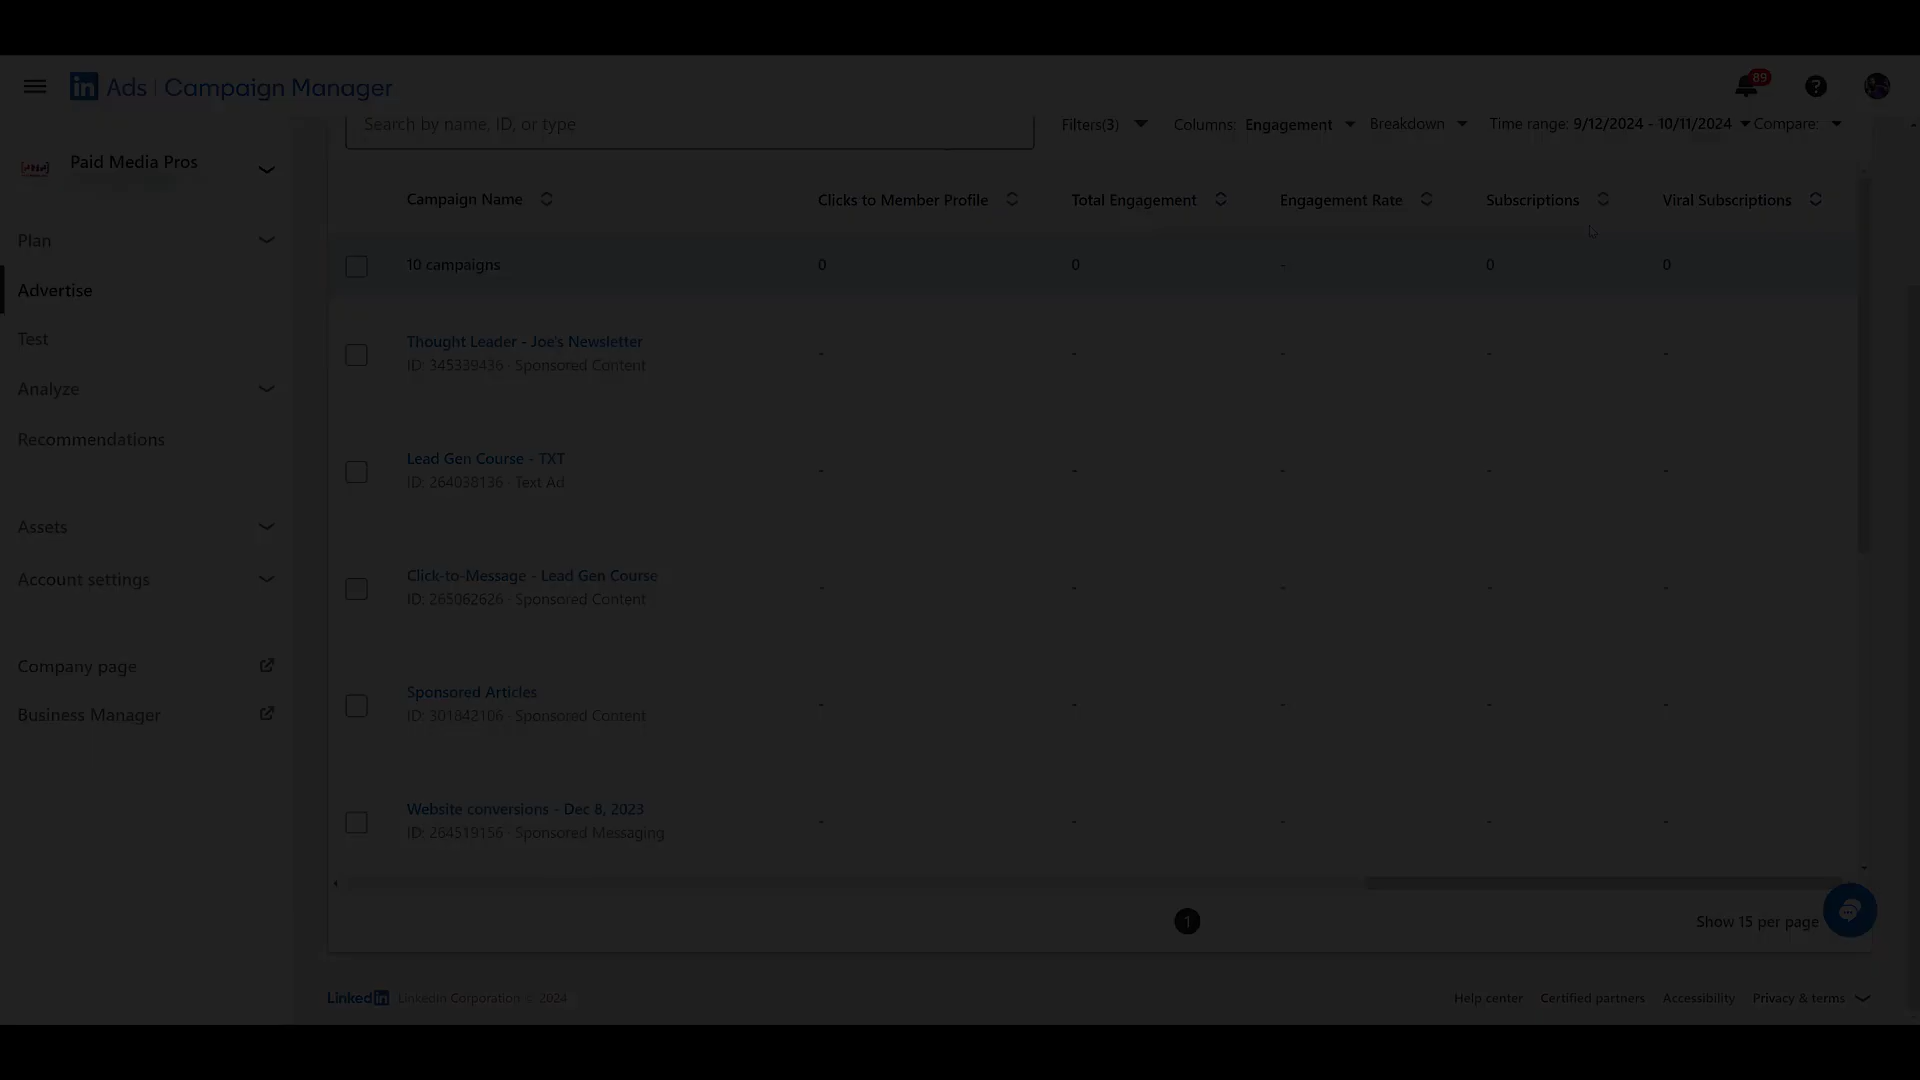 in Ads | Campaign Manager
89
?
Search by name, ID, or type
Filters(3)
Columns: Engagement
Breakdown
Time range: 9/12/2024 - 10/11/2024
Compare:
Paid Media Pros
Plan
Advertise
Test
Analyze
Recommendations
Assets
Account settings
Company page
Business Manager
Campaign Name
Clicks to Member Profile
Total Engagement
Engagement Rate
Subscriptions
Viral Subscriptions
10 campaigns
0
0
-
0
0
Thought Leader - Joe's Newsletter
ID: 345339436 · Sponsored Content
-
-
-
-
-
Lead Gen Course - TXT
ID: 264038136 · Text Ad
-
-
-
-
-
Click-to-Message - Lead Gen Course
ID: 265062626 · Sponsored Content
-
-
-
-
-
Sponsored Articles
ID: 301842106 · Sponsored Content
-
-
-
-
-
Website conversions - Dec 8, 2023
ID: 264519156 · Sponsored Messaging
-
-
-
-
-
1
Show 15 per page
LinkedIn LinkedIn Corporation © 2024
Help center
Certified partners
Accessibility
Privacy & terms